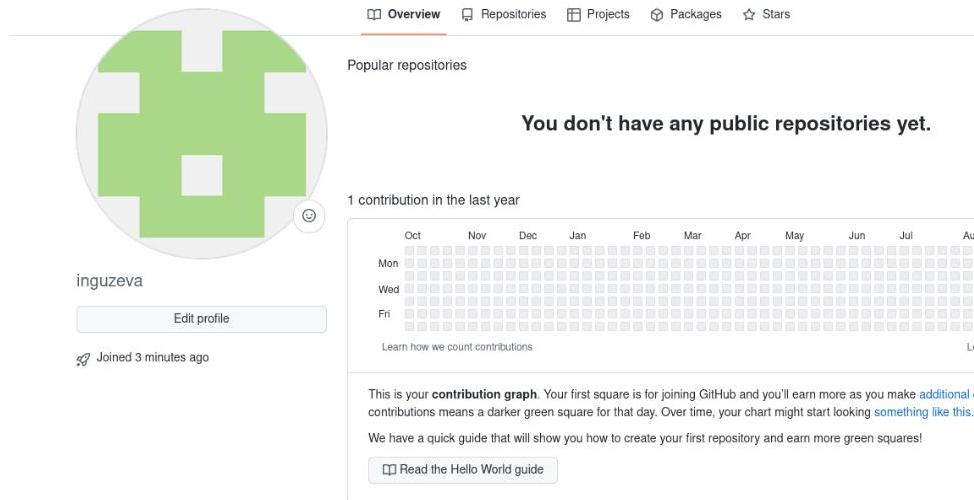 Overview Repositories Projects Packages Stars
Popular repositories
You don't have any public repositories yet.
1 contribution in the last year
Oct Nov Dec Jan Feb Mar Apr May Jun Jul Au
Mon
Wed
Fri
Learn how we count contributions
inguzeva
Edit profile
Joined 3 minutes ago
This is your contribution graph. Your first square is for joining GitHub and you'll earn more as you make additional
contributions means a darker green square for that day. Over time, your chart might start looking something like this.
We have a quick guide that will show you how to create your first repository and earn more green squares!
Read the Hello World guide